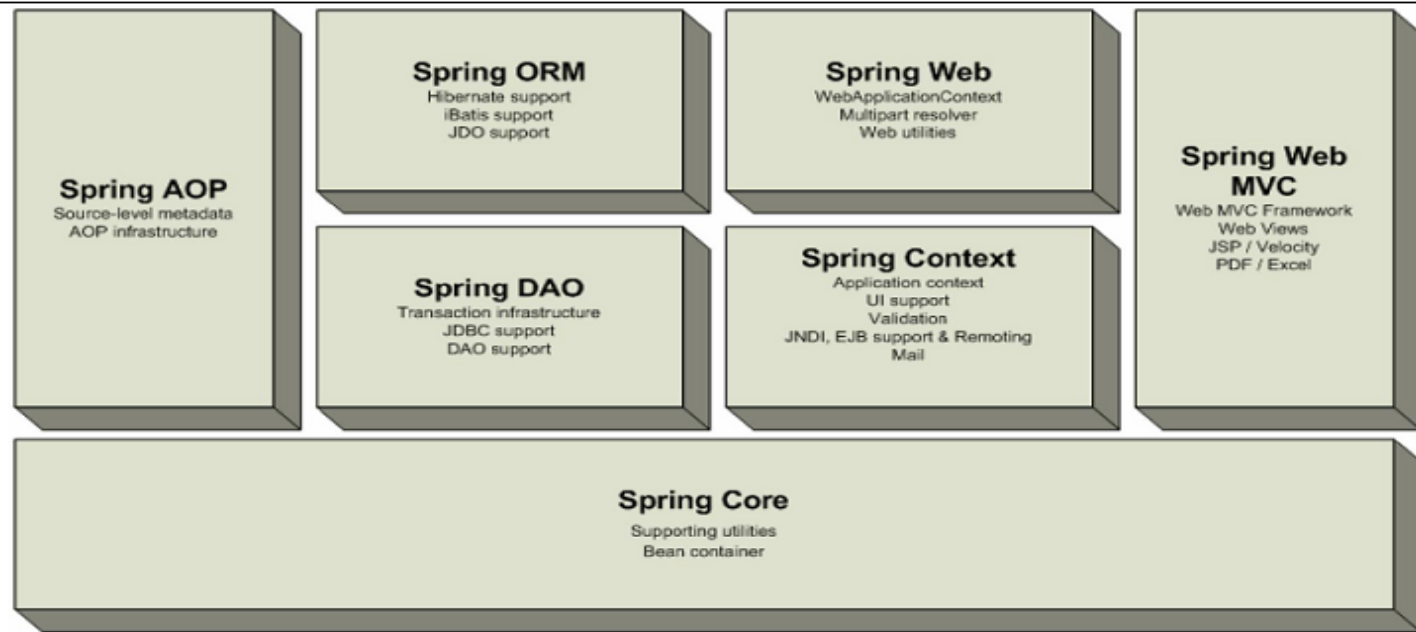 Spring AOP
Source-level metadata
AOP infrastructure
Spring ORM
Hibernate support
iBatis support
JDO support
Spring DAO
Transaction infrastructure
JDBC support
DAO support
Spring Web
WebApplicationContext
Multipart resolver
Web utilities
Spring Context
Application context
UI support
Validation
JNDI, EJB support & Remoting
Mail
Spring Web
MVC
Web MVC Framework
Web Views
JSP / Velocity
PDF / Excel
Spring Core
Supporting utilities
Bean container